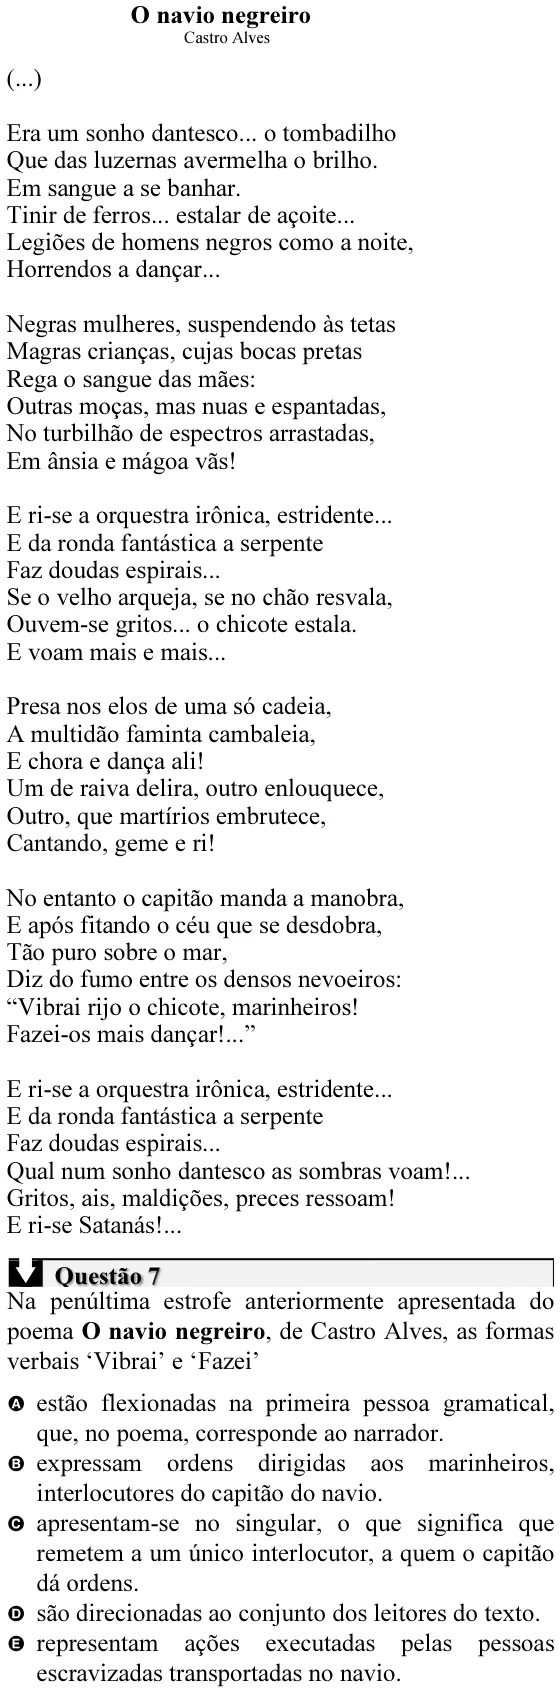 O navio negreiro
Castro Alves
(...)
Era um sonho dantesco... o tombadilho
Que das luzernas avermelha o brilho.
Em sangue a se banhar.
Tinir de ferros... estalar de açoite...
Legiões de homens negros como a noite,
Horrendos a dançar...
Negras mulheres, suspendendo às tetas
Magras crianças, cujas bocas pretas
Rega o sangue das mães:
Outras moças, mas nuas e espantadas,
No turbilhão de espectros arrastadas,
Em ânsia e mágoa vãs!
E ri-se a orquestra irônica, estridente...
E da ronda fantástica a serpente
Faz doudas espirais...
Se o velho arqueja, se no chão resvala,
Ouvem-se gritos... o chicote estala.
E voam mais e mais...
Presa nos elos de uma só cadeia,
A multidão faminta cambaleia,
E chora e dança ali!
Um de raiva delira, outro enlouquece,
Outro, que martírios embrutece,
Cantando, geme e ri!
No entanto o capitão manda a manobra,
E após fitando o céu que se desdobra,
Tão puro sobre o mar,
Diz do fumo entre os densos nevoeiros:
“Vibrai rijo o chicote, marinheiros!
Fazei-os mais dançar!...”
E ri-se a orquestra irônica, estridente...
E da ronda fantástica a serpente
Faz doudas espirais...
Qual num sonho dantesco as sombras voam!...
Gritos, ais, maldições, preces ressoam!
E ri-se Satanás!...
Questão 7
Na penúltima estrofe anteriormente apresentada do
poema O navio negreiro, de Castro Alves, as formas
verbais ‘Vibrai’ e ‘Fazei’
A estão flexionadas na primeira pessoa gramatical,
que, no poema, corresponde ao narrador.
B expressam ordens dirigidas aos marinheiros,
interlocutores do capitão do navio.
C apresentam-se no singular, o que significa que
remetem a um único interlocutor, a quem o capitão
dá ordens.
D são direcionadas ao conjunto dos leitores do texto.
E representam ações executadas pelas pessoas
escravizadas transportadas no navio.